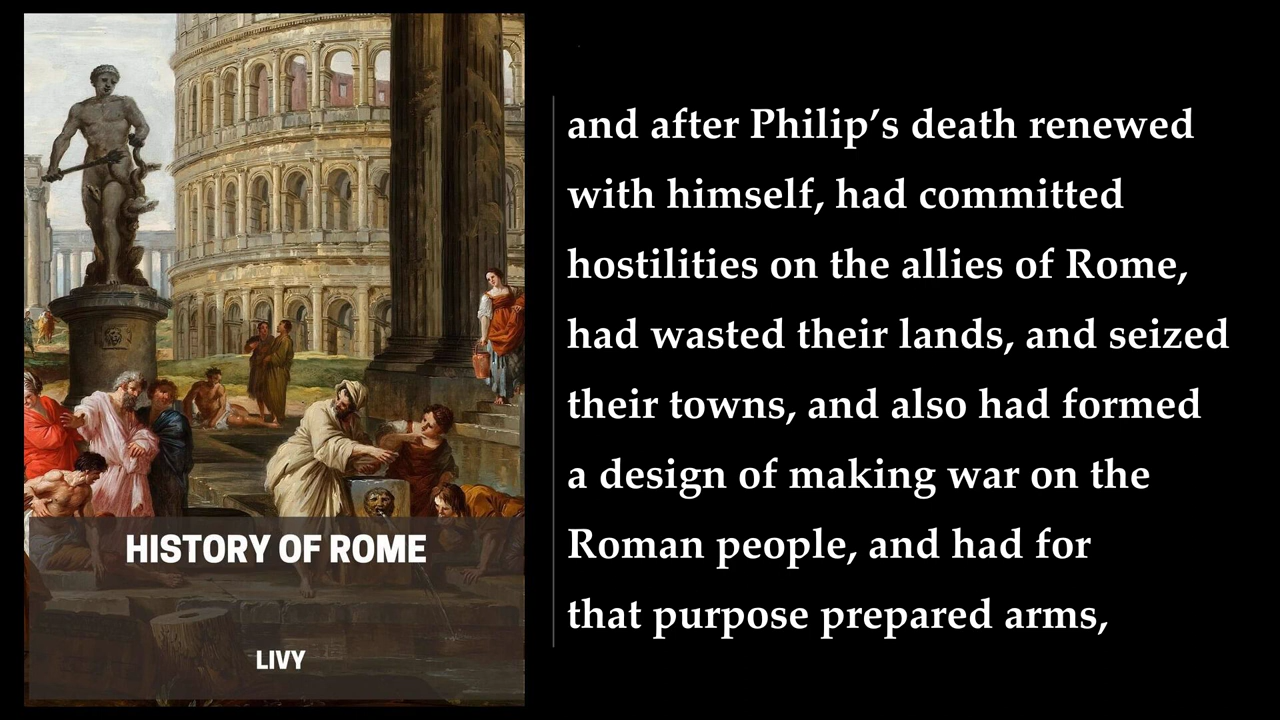 HISTORY OF ROME
LIVY
and after Philip’s death renewed
with himself, had committed
hostilities on the allies of Rome,
had wasted their lands, and seized
their towns, and also had formed
a design of making war on the
Roman people, and had for
that purpose prepared arms,